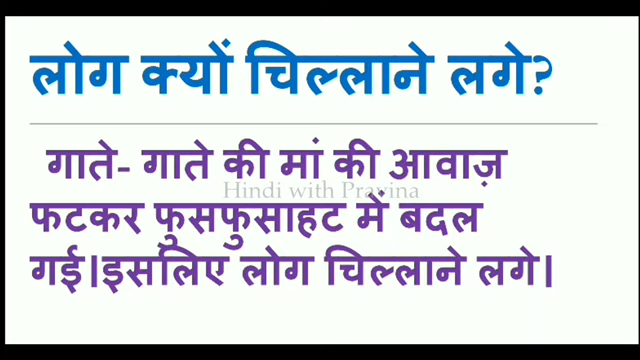 लोग क्यों चिल्लाने लगे?
गाते- गाते की मां की आवाज़
Hindi with Pravina
फटकर फुसफुसाहट में बदल
गई।इसलिए लोग चिल्लाने लगे।